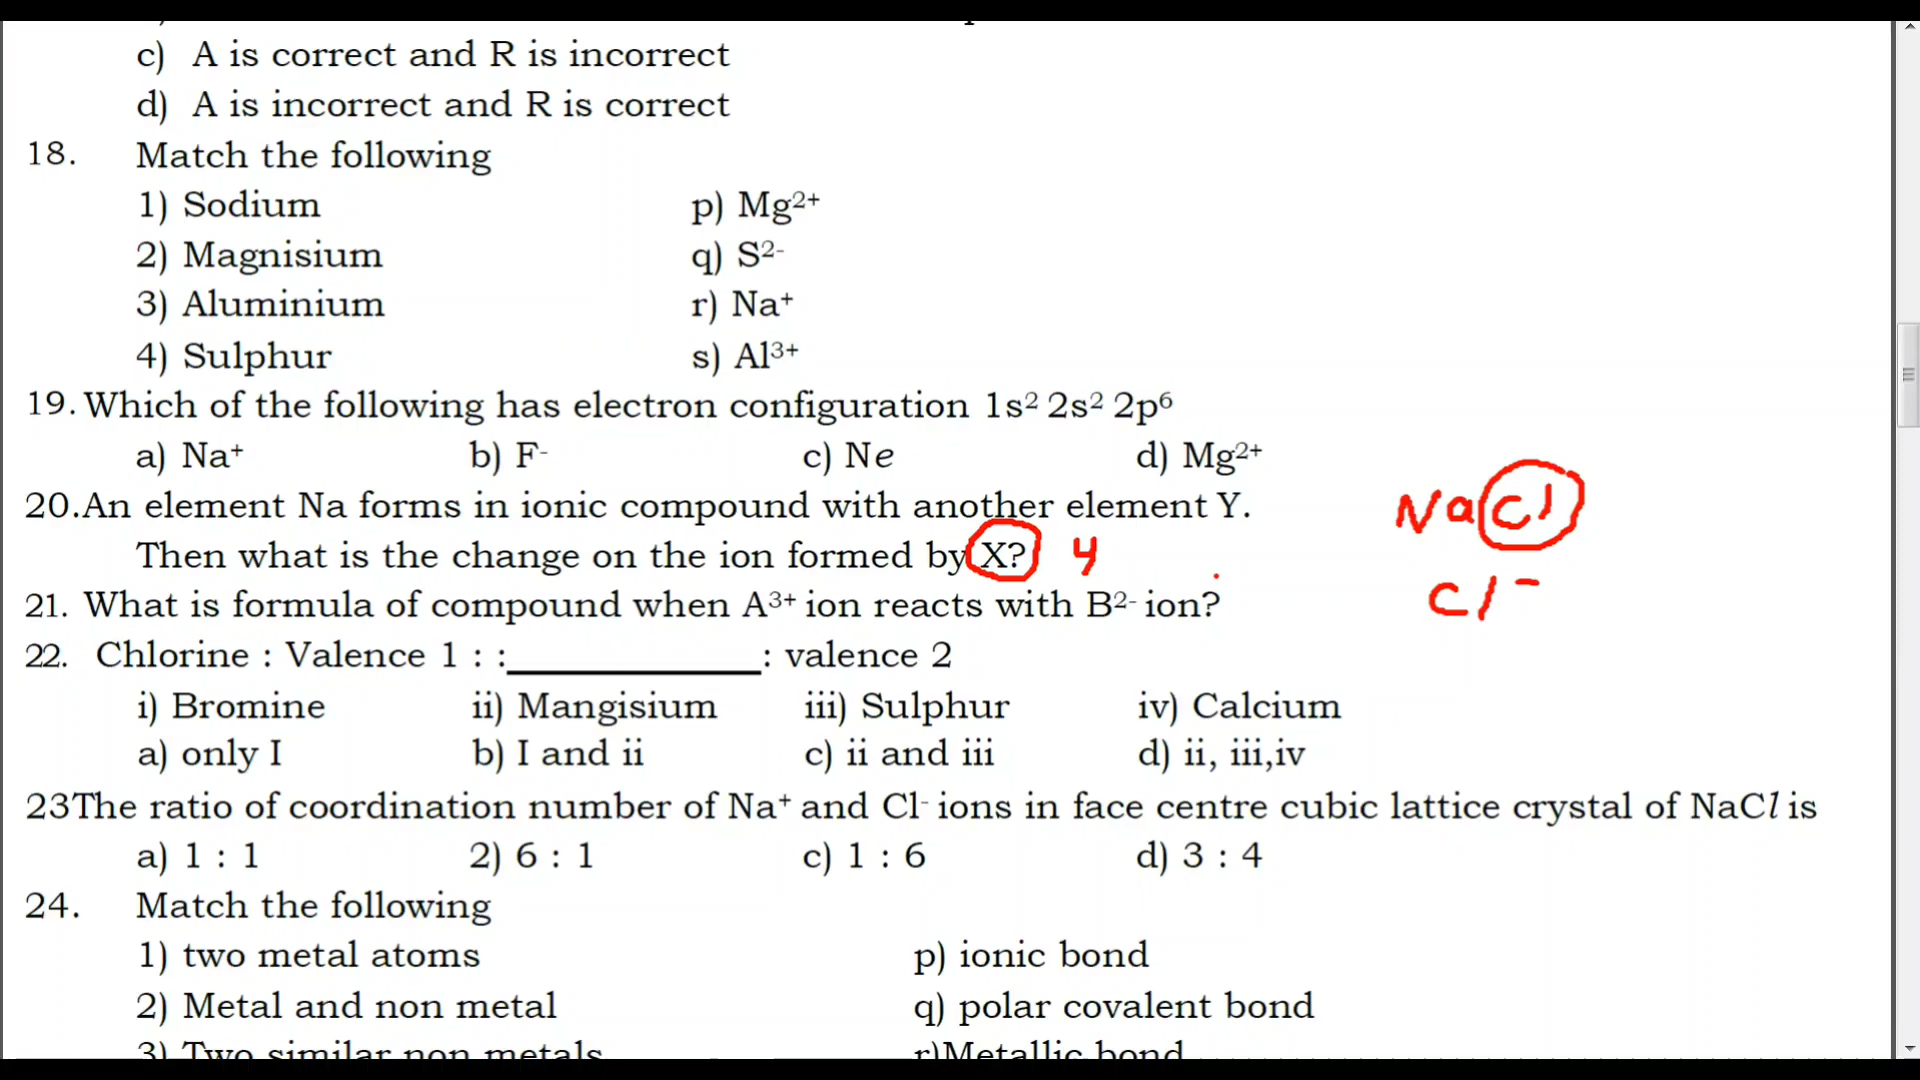 c) A is correct and R is incorrect
d) A is incorrect and R is correct
18. Match the following
1) Sodium p) Mg²⁺
2) Magnisium q) S²⁻
3) Aluminium r) Na⁺
4) Sulphur s) Al³⁺
19. Which of the following has electron configuration 1s² 2s² 2p⁶
a) Na⁺ b) F⁻ c) Ne d) Mg²⁺
20.An element Na forms in ionic compound with another element Y. NaCl
Then what is the change on the ion formed by X? y
Cl⁻
21. What is formula of compound when A³⁺ ion reacts with B²⁻ ion?
22. Chlorine : Valence 1 : :____________: valence 2
i) Bromine ii) Mangisium iii) Sulphur iv) Calcium
a) only I b) I and ii c) ii and iii d) ii, iii,iv
23The ratio of coordination number of Na⁺ and Cl⁻ ions in face centre cubic lattice crystal of NaCl is
a) 1 : 1 2) 6 : 1 c) 1 : 6 d) 3 : 4
24. Match the following
1) two metal atoms p) ionic bond
2) Metal and non metal q) polar covalent bond
3) Two similar non metals r)Metallic bond